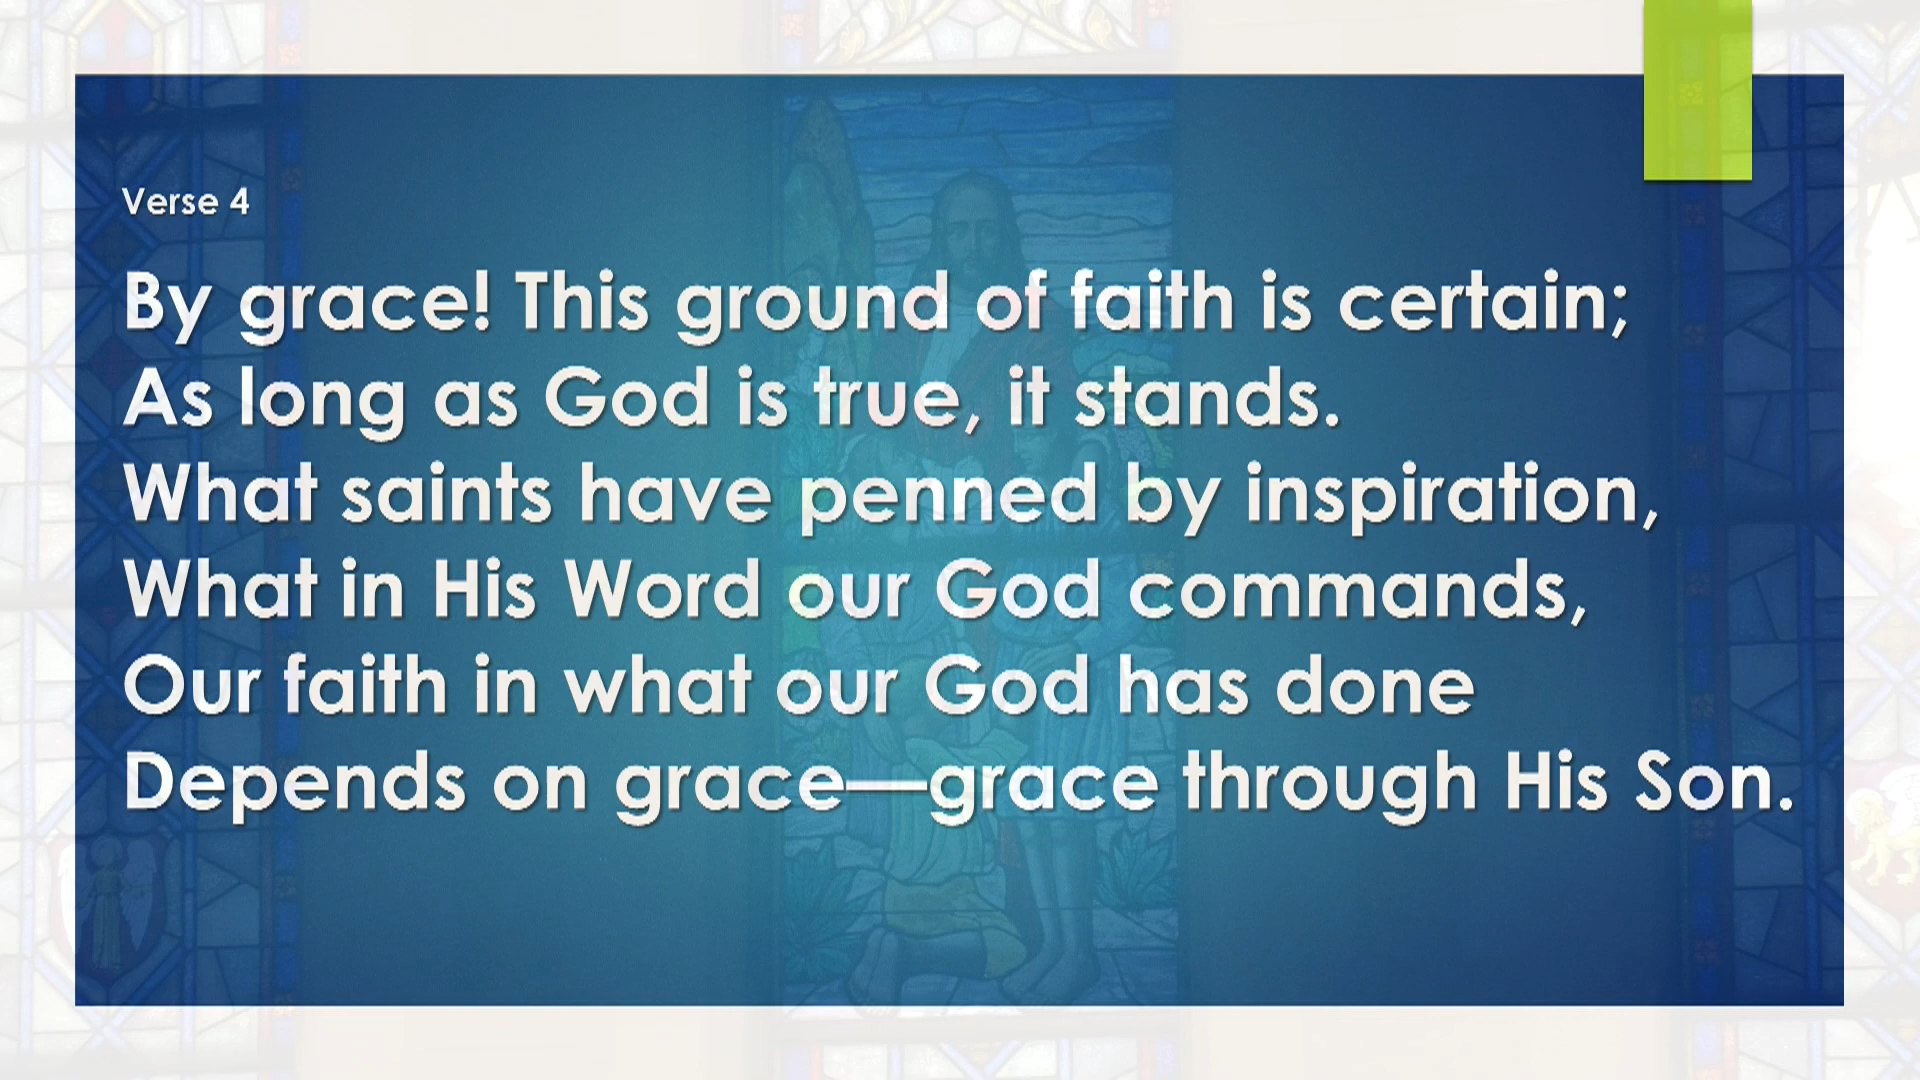 Verse 4
By grace! This ground of faith is certain;
As long as God is true, it stands.
What saints have penned by inspiration,
What in His Word our God commands,
Our faith in what our God has done
Depends on grace—grace through His Son.